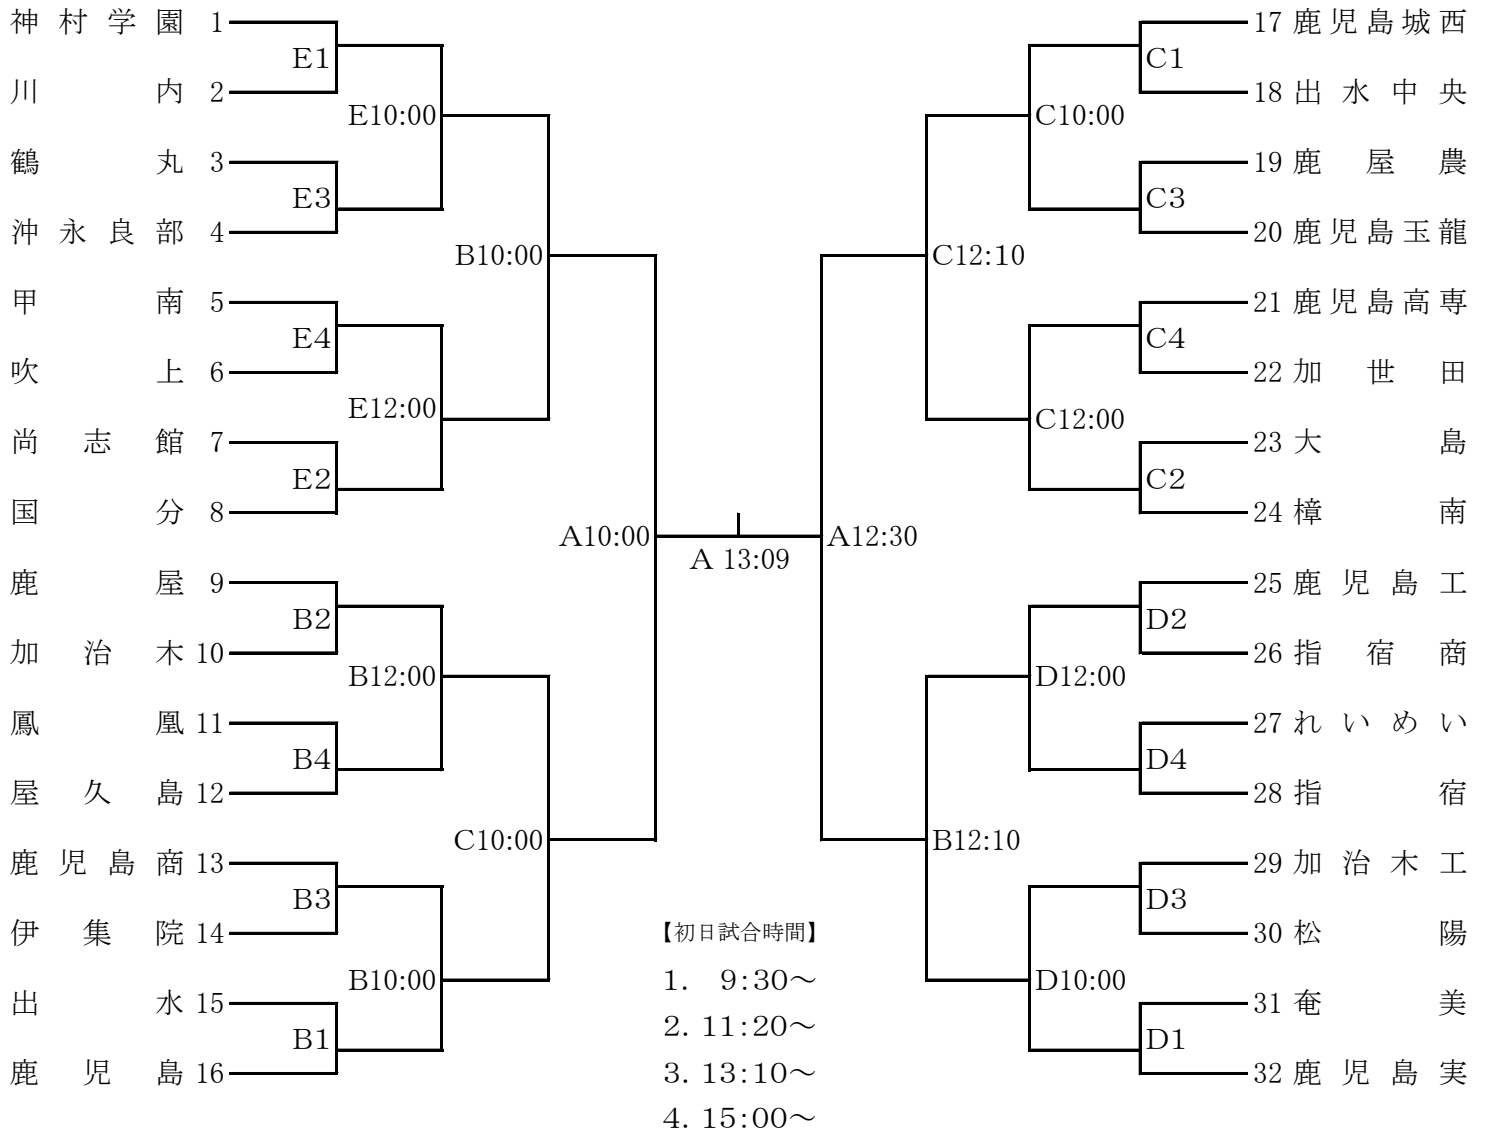 神村学園 1
E1
川内 2
E10:00
鶴丸 3
E3
沖永良部 4
B10:00
甲南 5
E4
吹上 6
E12:00
尚志館 7
E2
国分 8
A10:00
鹿屋 9
B2
加治木 10
B12:00
鳳凰 11
B4
屋久島 12
C10:00
鹿児島商 13
B3
伊集院 14
B10:00
出水 15
B1
鹿児島 16
A 13:09
【初日試合時間】
1. 9:30～
2. 11:20～
3. 13:10～
4. 15:00～
17 鹿児島城西
C1
18 出水中央
C10:00
19 鹿屋農
C3
20 鹿児島玉龍
C12:10
21 鹿児島高専
C4
22 加世田
C12:00
23 大島
C2
24 樟南
A12:30
25 鹿児島工
D2
26 指宿商
D12:00
27 れいめい
D4
28 指宿
B12:10
29 加治木工
D3
30 松陽
D10:00
31 奄美
D1
32 鹿児島実